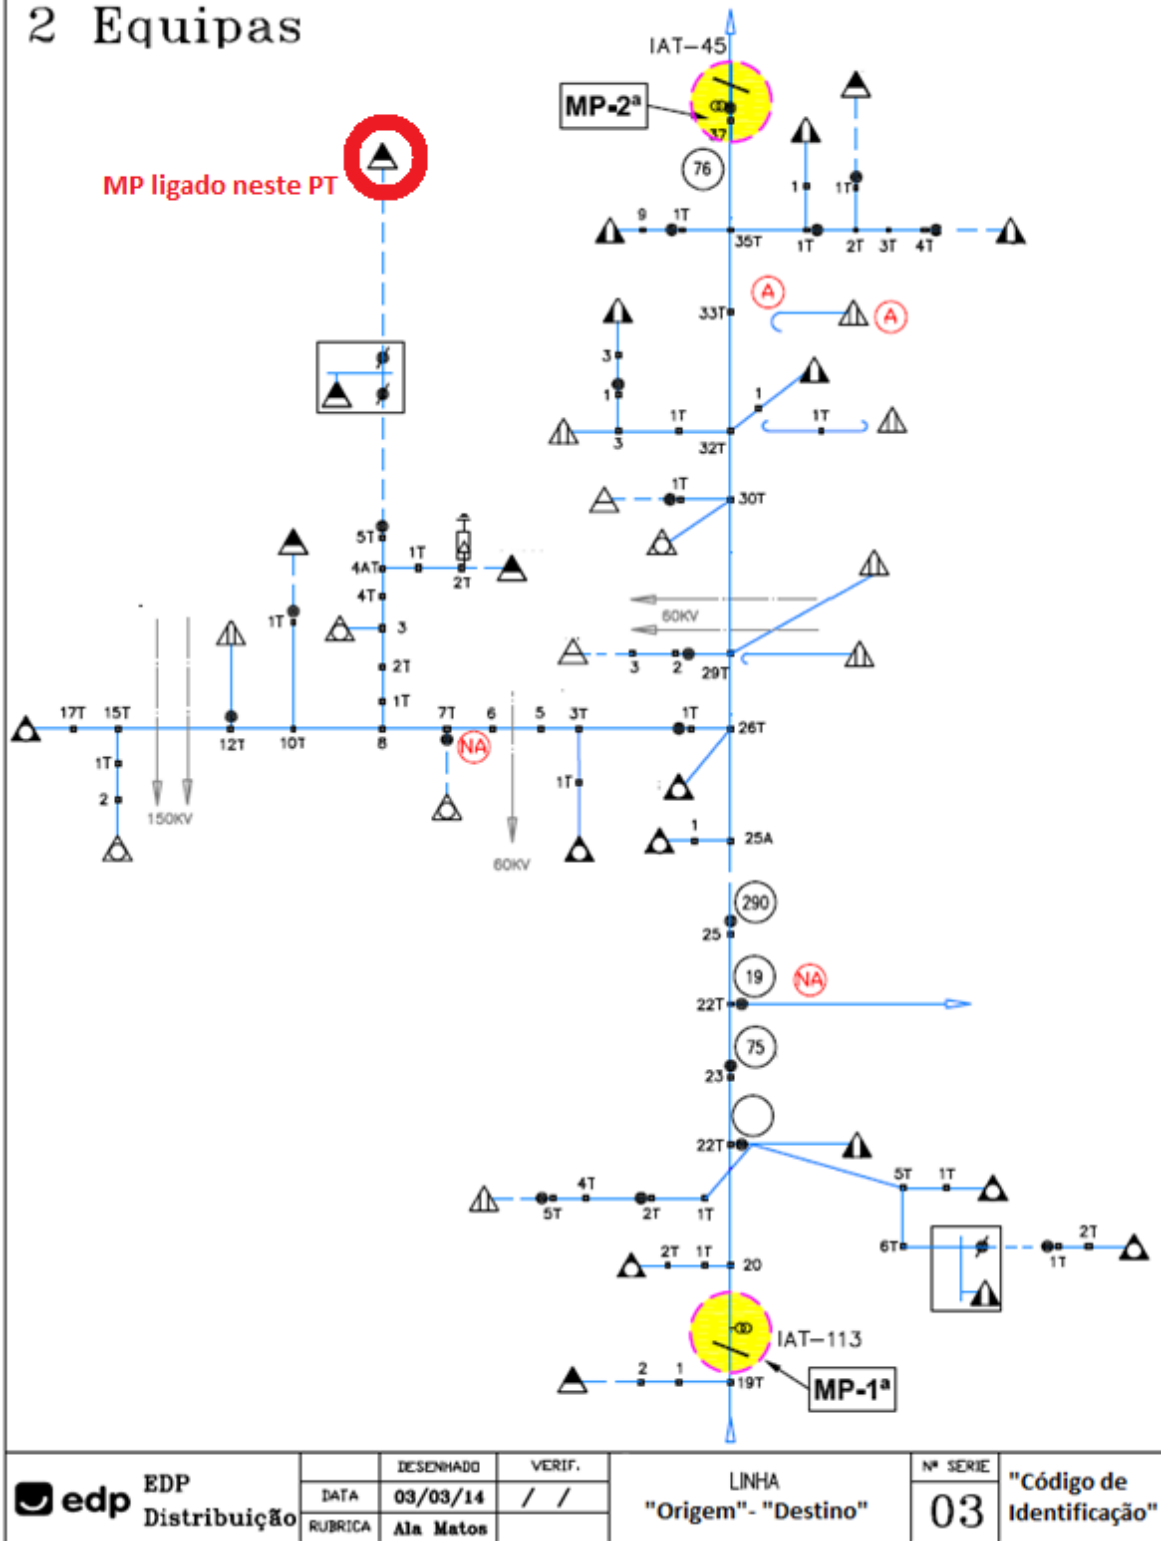 2 Equipas
IAT-45
MP-2ª
37
76
MP ligado neste PT
1
1T
9
1T
35T
1T
2T
3T
4T
A
33T
A
3
1
1
3
1T
32T
1T
1T
30T
5T
4AT
1T
2T
4T
1T
60KV
3
3
2
29T
2T
1T
17T
15T
12T
10T
8
7T
NA
6
5
3T
1T
26T
1T
2
150KV
1T
60KV
1
25A
290
25
19
NA
22T
75
23
22T
4T
5T
2T
1T
5T
1T
6T
2T
1T
2T
1T
20
IAT-113
2
1
19T
MP-1ª
edp
EDP
Distribuição
DESENHADO
VERIF.
DATA
03/03/14
/ /
RUBRICA
Ala Matos
LINHA
"Origem"- "Destino"
Nº SERIE
03
"Código de
Identificação"